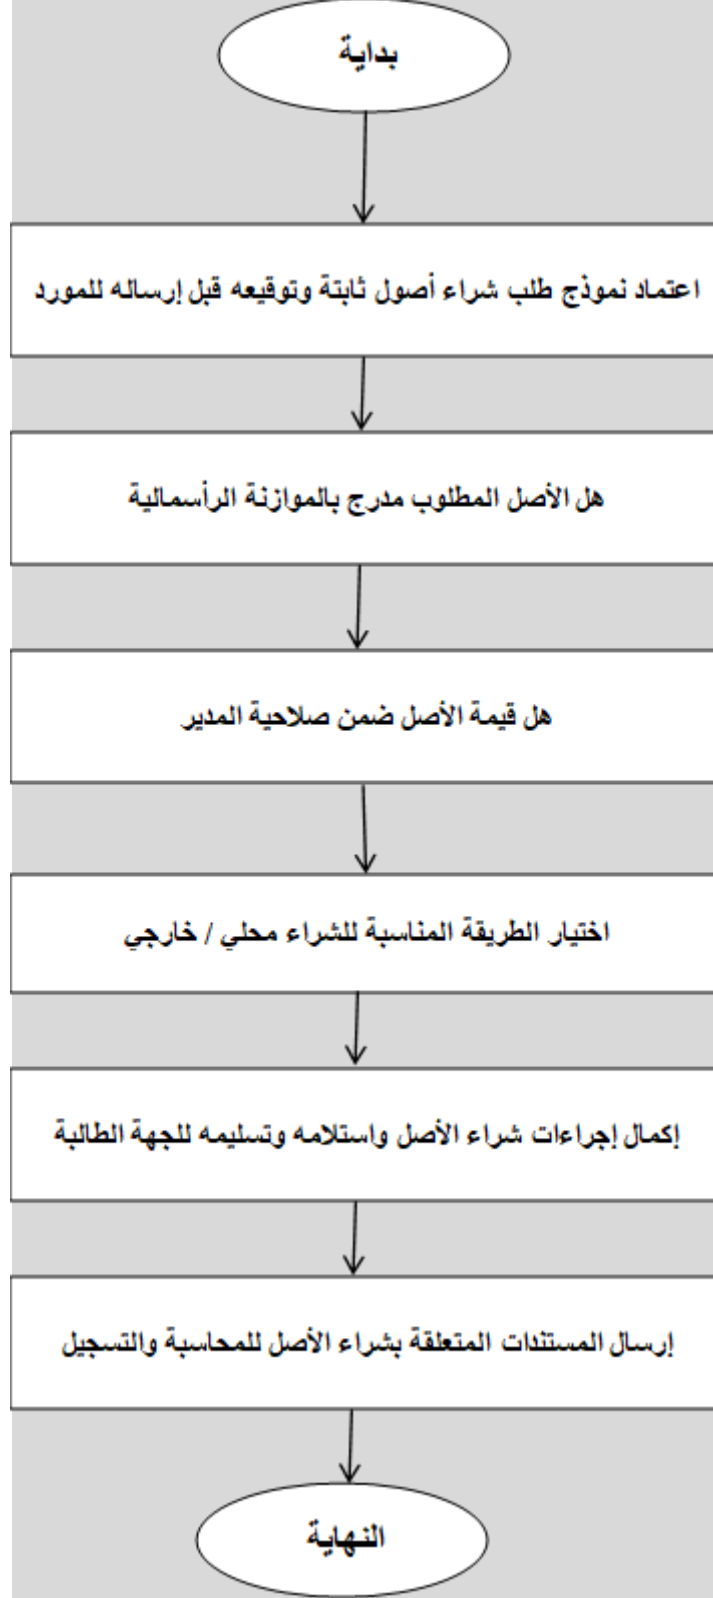 بداية
اعتماد نموذج طلب شراء أصول ثابتة وتوقيعه قبل إرساله للمورد
هل الأصل المطلوب مدرج بالموازنة الرأسمالية
هل قيمة الأصل ضمن صلاحية المدير
اختيار الطريقة المناسبة للشراء محلي / خارجي
إكمال إجراءات شراء الأصل واستلامه وتسليمه للجهة الطالبة
إرسال المستندات المتعلقة بشراء الأصل للمحاسبة والتسجيل
النهاية